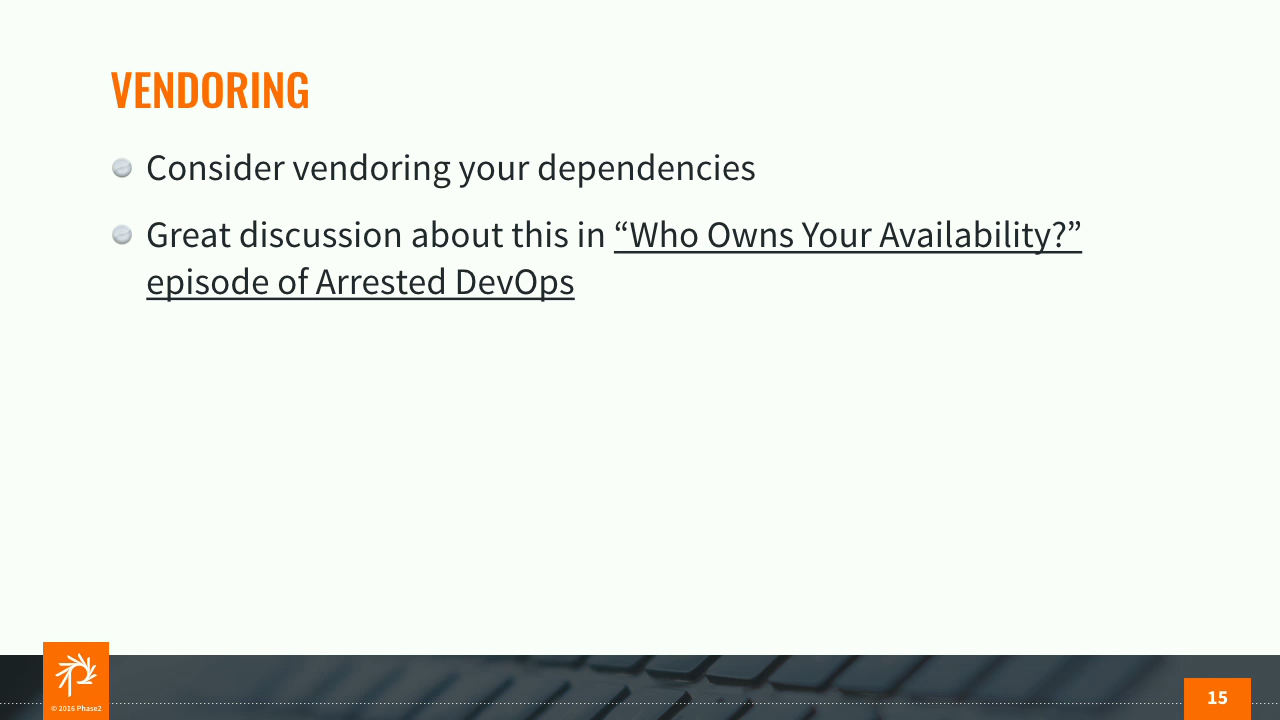 VENDORING
Consider vendoring your dependencies
Great discussion about this in “Who Owns Your Availability?”
episode of Arrested DevOps
© 2016 Phase2
15